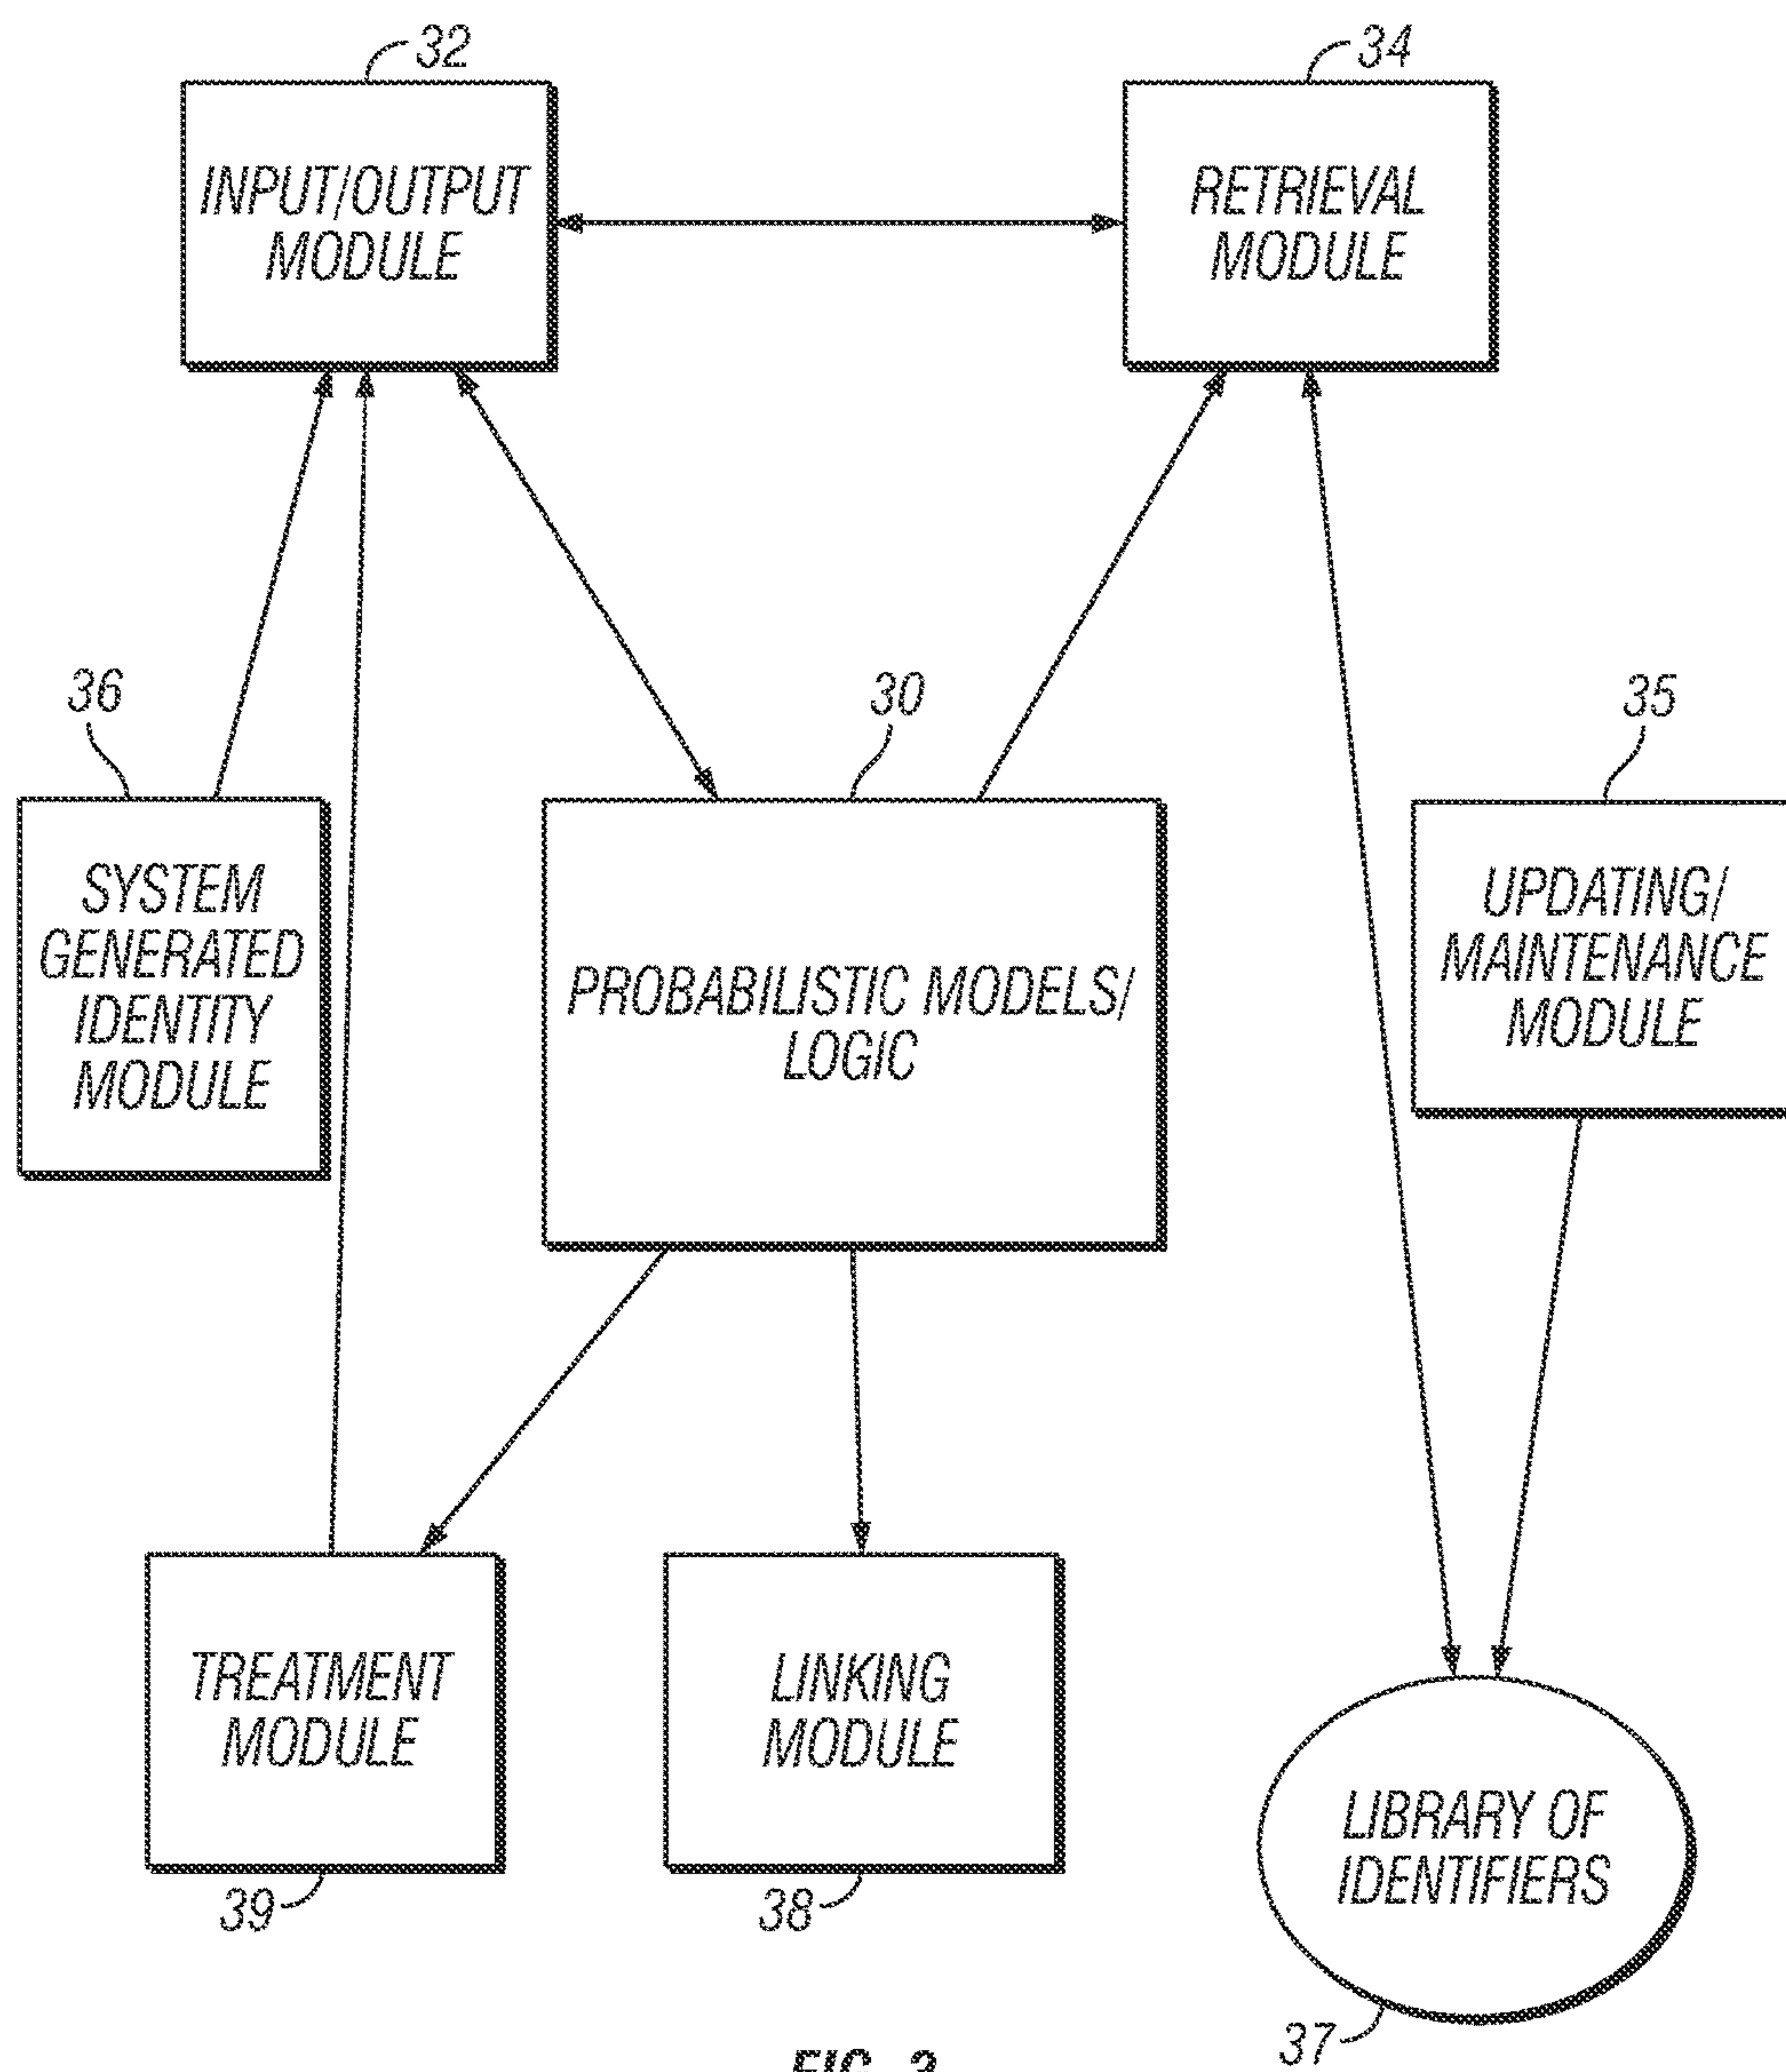 32
34
INPUT/OUTPUT
MODULE
RETRIEVAL
MODULE
36
30
35
SYSTEM
GENERATED
IDENTITY
MODULE
PROBABILISTIC MODELS/
LOGIC
UPDATING/
MAINTENANCE
MODULE
TREATMENT
MODULE
LINKING
MODULE
LIBRARY OF
IDENTIFIERS
39
38
37